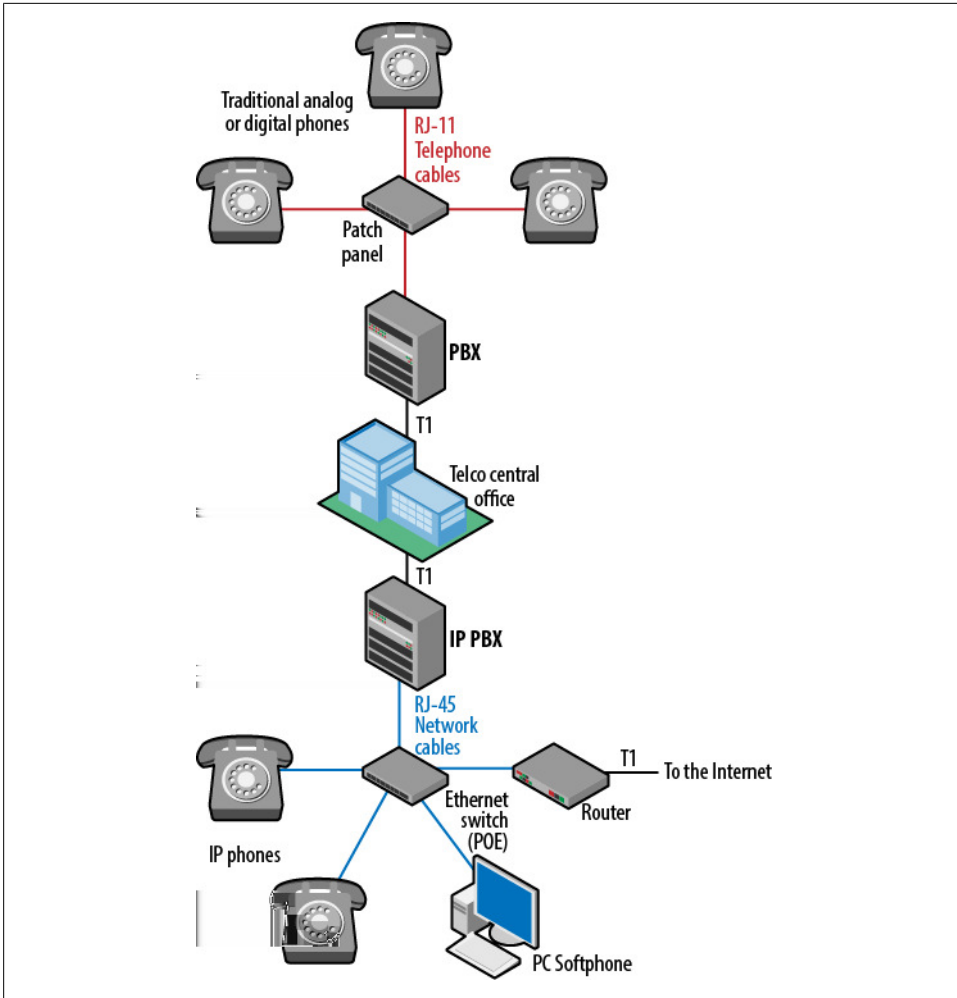 Traditional analog
or digital phones
RJ-11
Telephone
cables
Patch
panel
PBX
T1
Telco central
office
T1
IP PBX
RJ-45
Network
cables
T1
To the Internet
Ethernet
switch
(POE)
Router
IP phones
PC Softphone